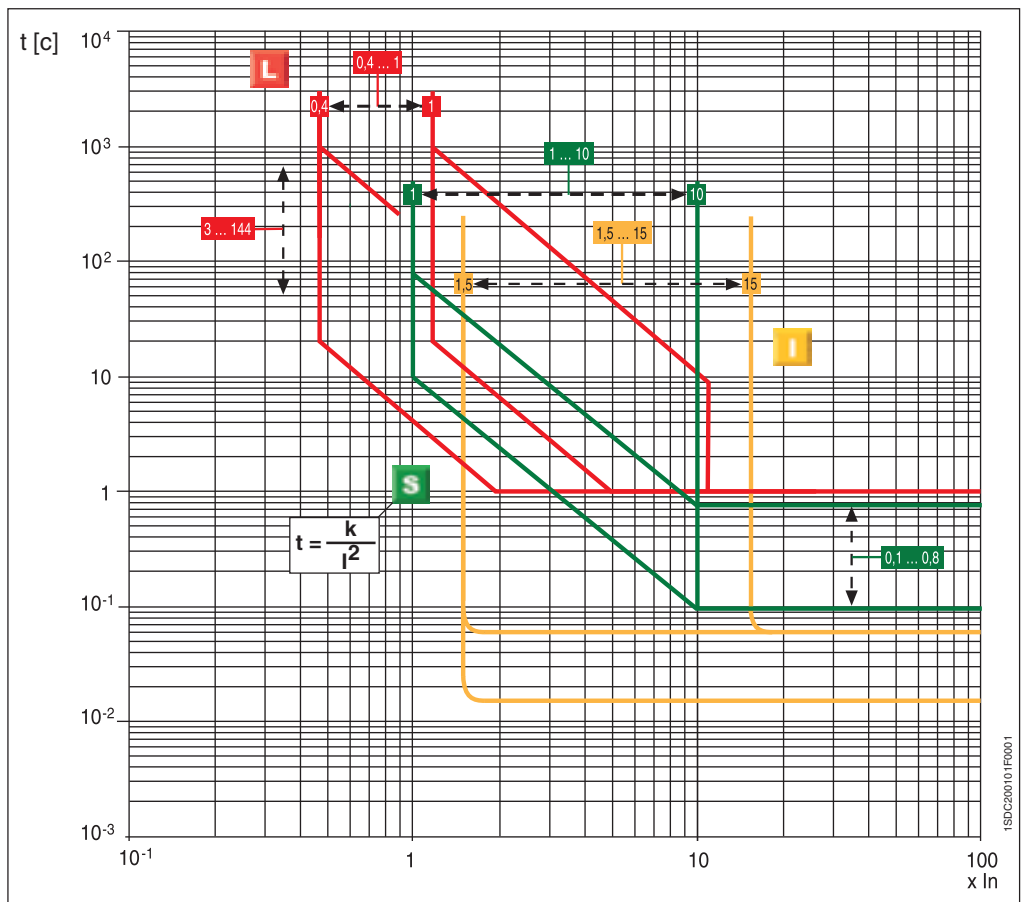 t [c]
10⁴
L
0,4 ... 1
0,4
1
10³
1 ... 10
1
10
3 ... 144
1,5 ... 15
10²
1,5
15
I
10
S
1
t = k
I²
0,1 ... 0,8
10⁻¹
10⁻²
10⁻³
10⁻¹
1
10
100
x In
1SDC200101F0001